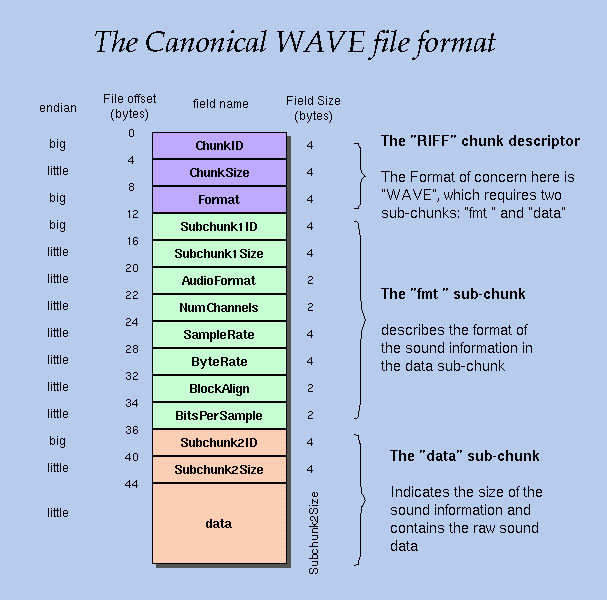 The Canonical WAVE file format
endian
File offset
(bytes)
field name
Field Size
(bytes)
0
big
ChunkID
4
4
little
ChunkSize
4
8
big
Format
4
12
big
Subchunk1ID
4
16
little
Subchunk1Size
4
20
little
AudioFormat
2
22
little
NumChannels
2
24
little
SampleRate
4
28
little
ByteRate
4
32
little
BlockAlign
2
34
little
BitsPerSample
2
36
big
Subchunk2ID
4
40
little
Subchunk2Size
4
44
little
data
Subchunk2Size
The "RIFF" chunk descriptor
The Format of concern here is
"WAVE", which requires two
sub-chunks: "fmt " and "data"
The "fmt " sub-chunk
describes the format of
the sound information in
the data sub-chunk
The "data" sub-chunk
Indicates the size of the
sound information and
contains the raw sound
data